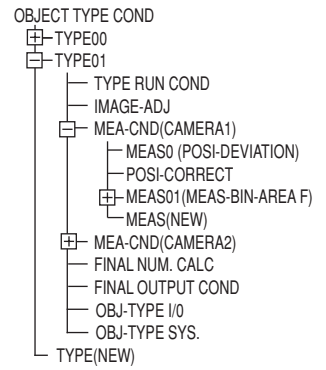 OBJECT TYPE COND
TYPE00
TYPE01
TYPE RUN COND
IMAGE-ADJ
MEA-CND(CAMERA1)
MEAS0 (POSI-DEVIATION)
POSI-CORRECT
MEAS01(MEAS-BIN-AREA F)
MEAS(NEW)
MEA-CND(CAMERA2)
FINAL NUM. CALC
FINAL OUTPUT COND
OBJ-TYPE I/0
OBJ-TYPE SYS.
TYPE(NEW)